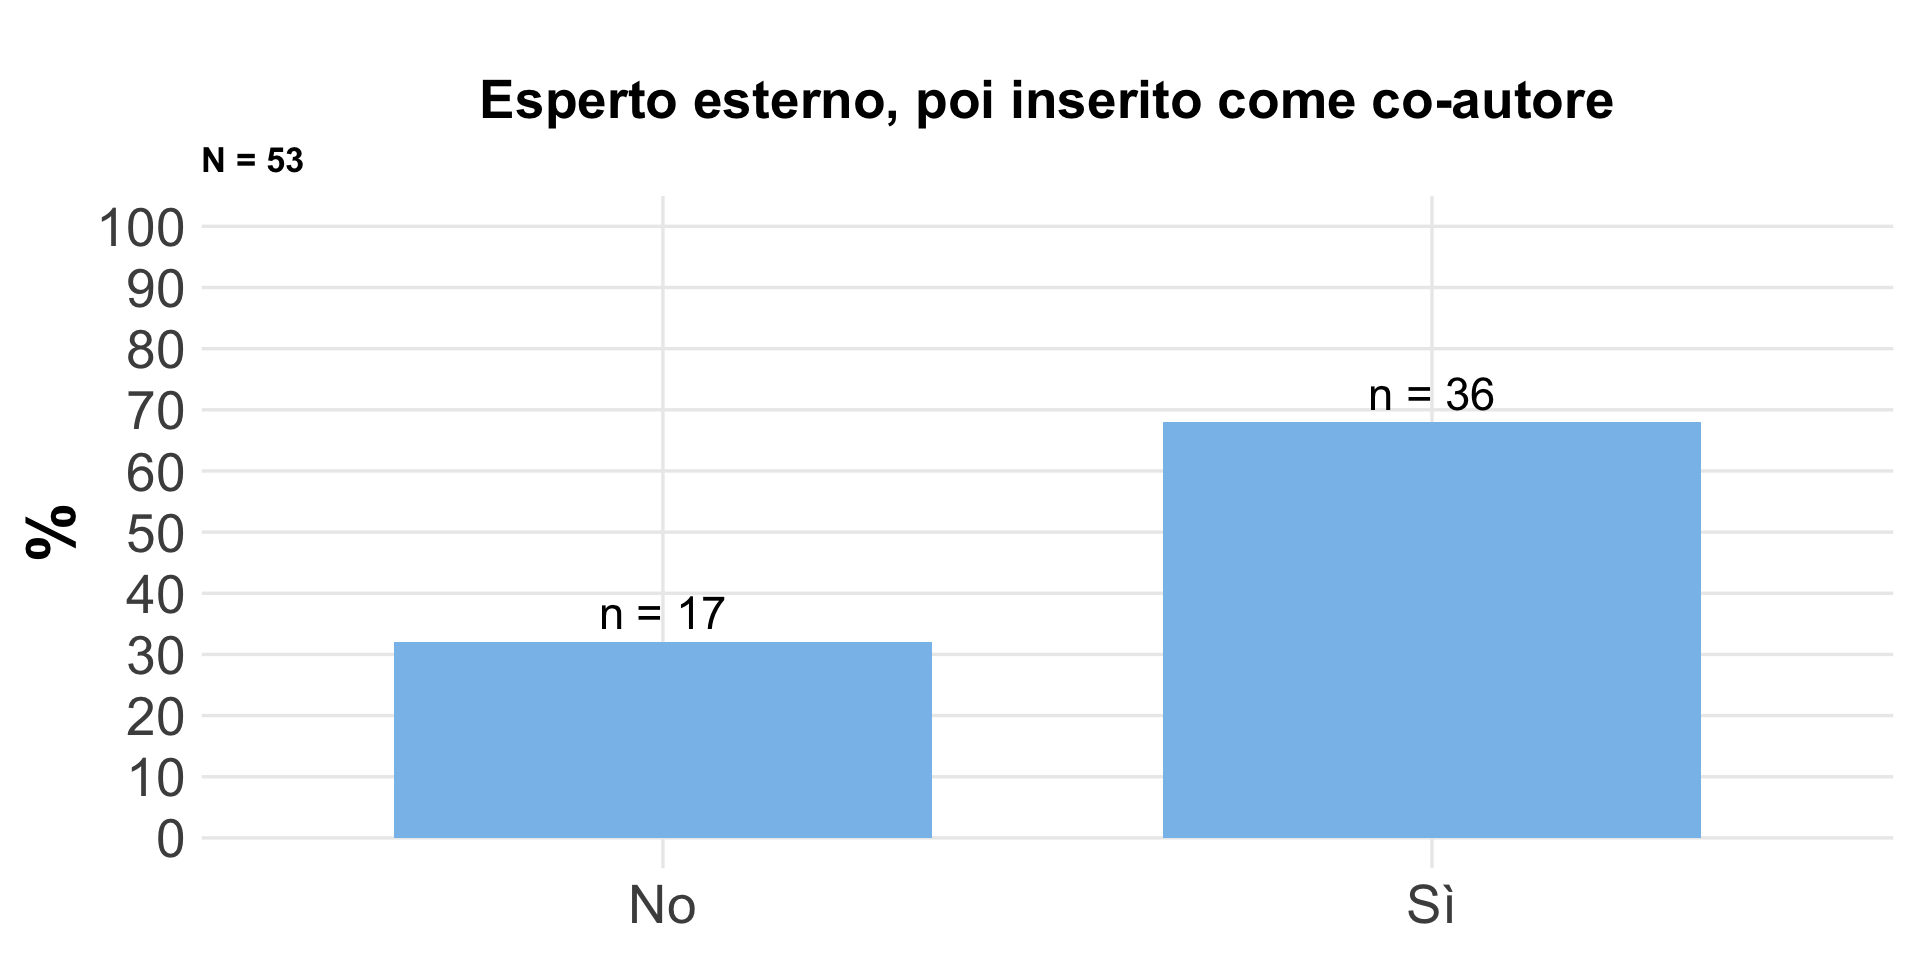 Esperto esterno, poi inserito come co-autore
N = 53
100
90
80
70
60
50
40
30
20
10
0
%
n = 17
n = 36
No
Sì